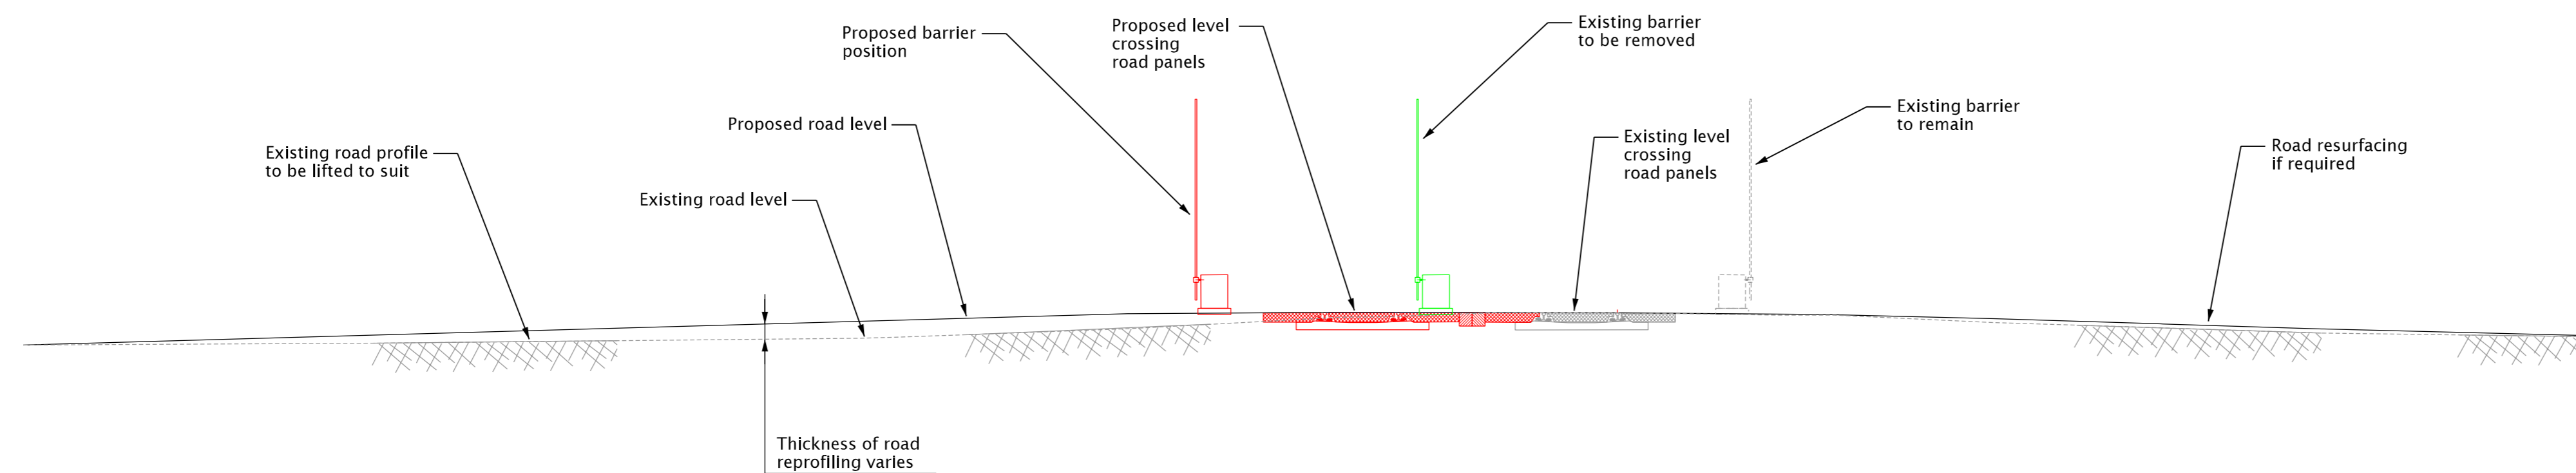 Existing road profile
to be lifted to suit
Existing road level
Proposed road level
Thickness of road
reprofiling varies
Proposed barrier
position
Proposed level
crossing
road panels
Existing barrier
to be removed
Existing level
crossing
road panels
Existing barrier
to remain
Road resurfacing
if required